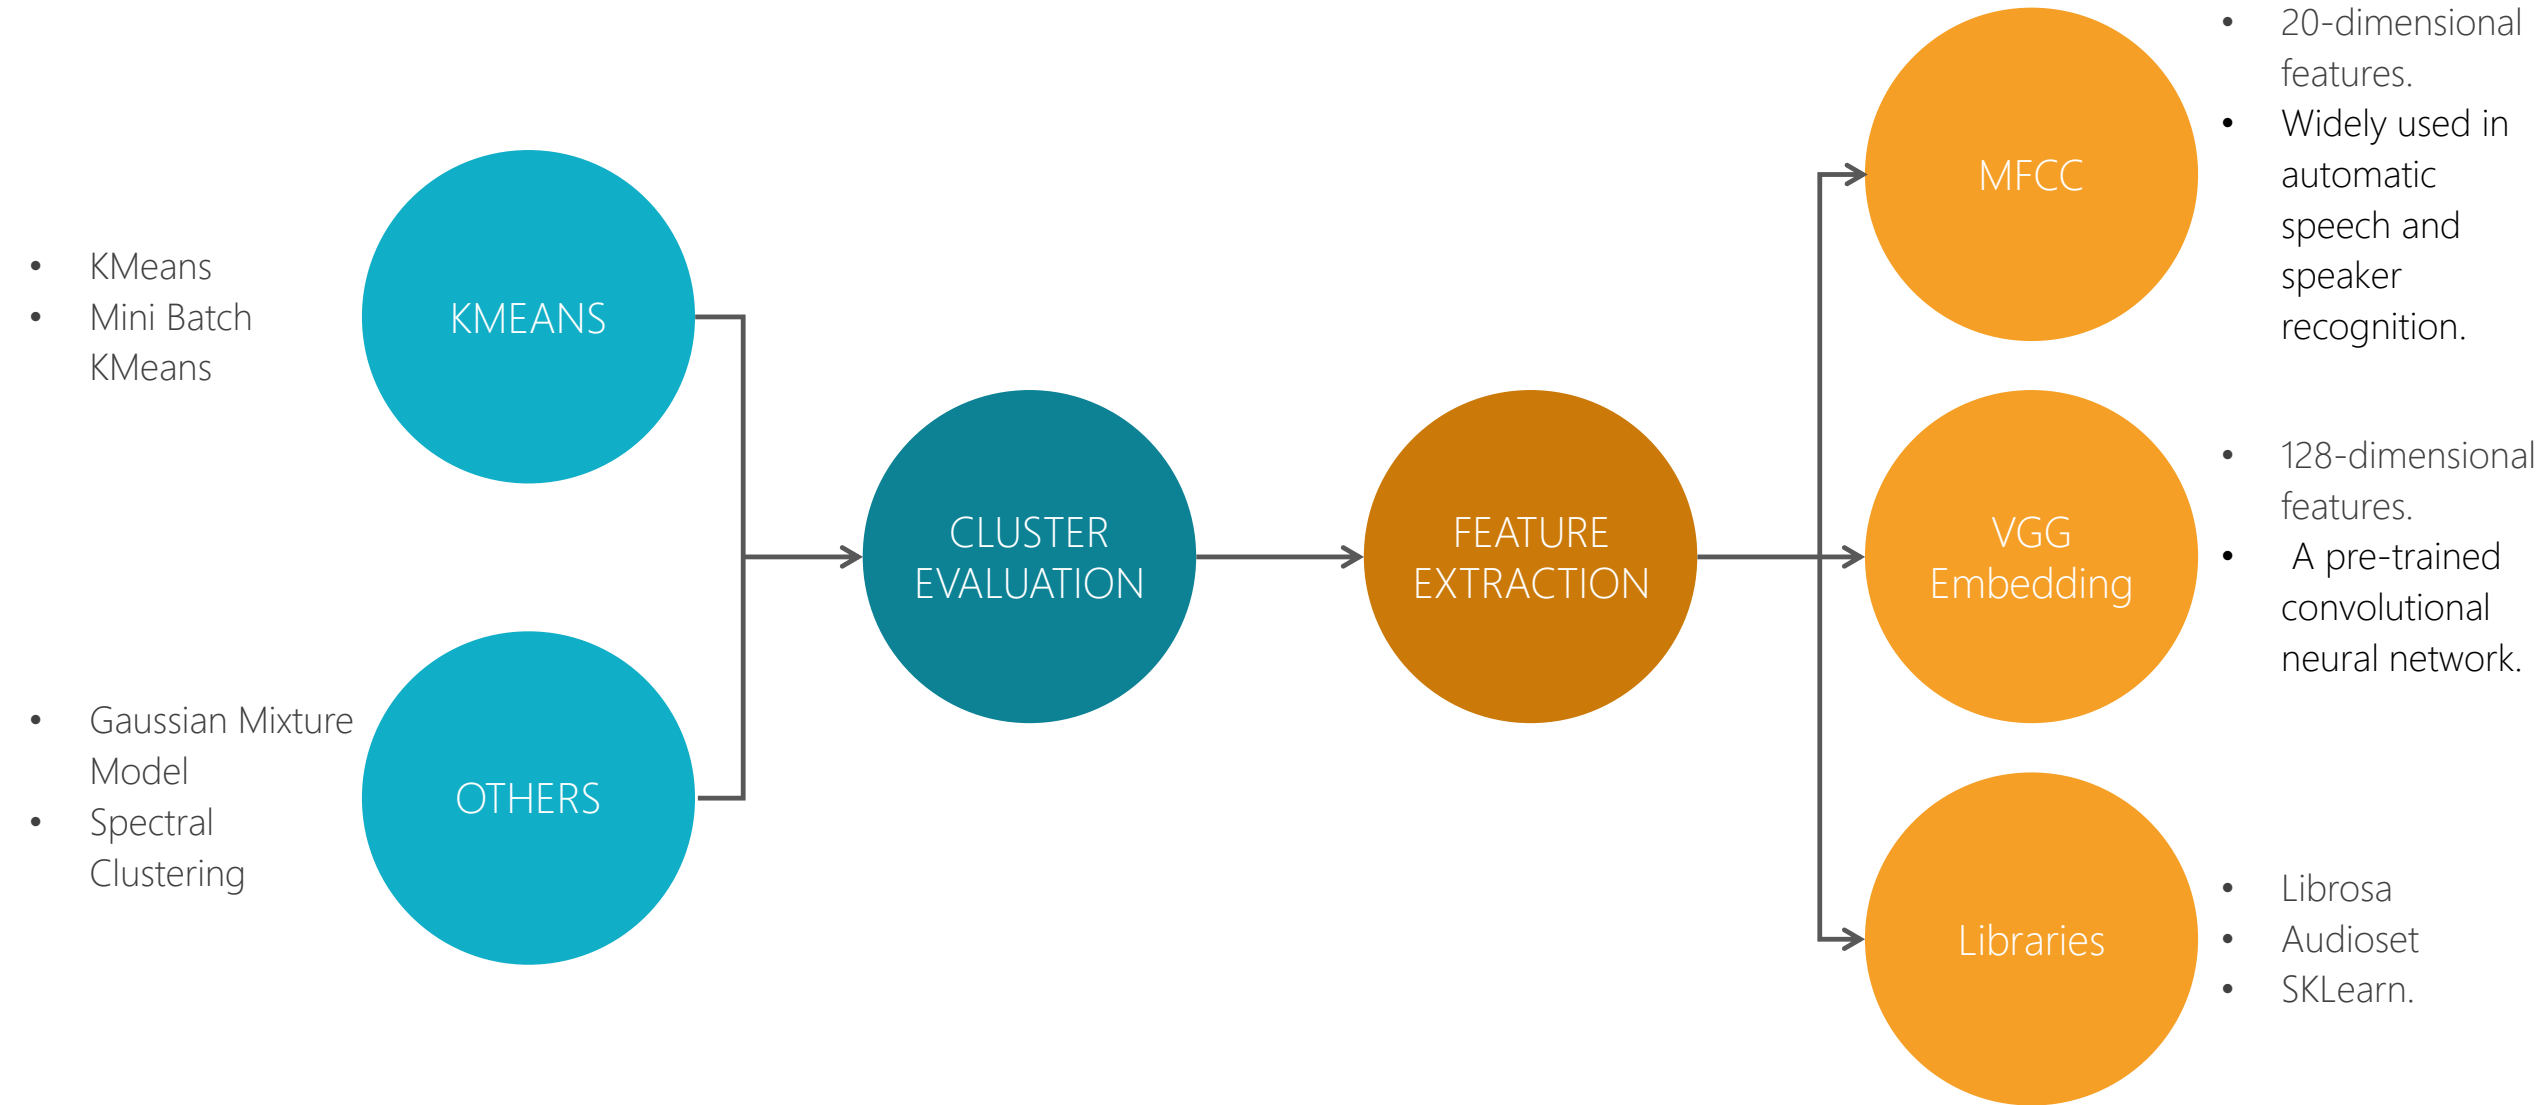 • KMeans
• Mini Batch
KMeans
KMEANS
• Gaussian Mixture
Model
• Spectral
Clustering
OTHERS
CLUSTER
EVALUATION
FEATURE
EXTRACTION
MFCC
• 20-dimensional
features.
• Widely used in
automatic
speech and
speaker
recognition.
VGG
Embedding
• 128-dimensional
features.
• A pre-trained
convolutional
neural network.
Libraries
• Librosa
• Audioset
• SKLearn.